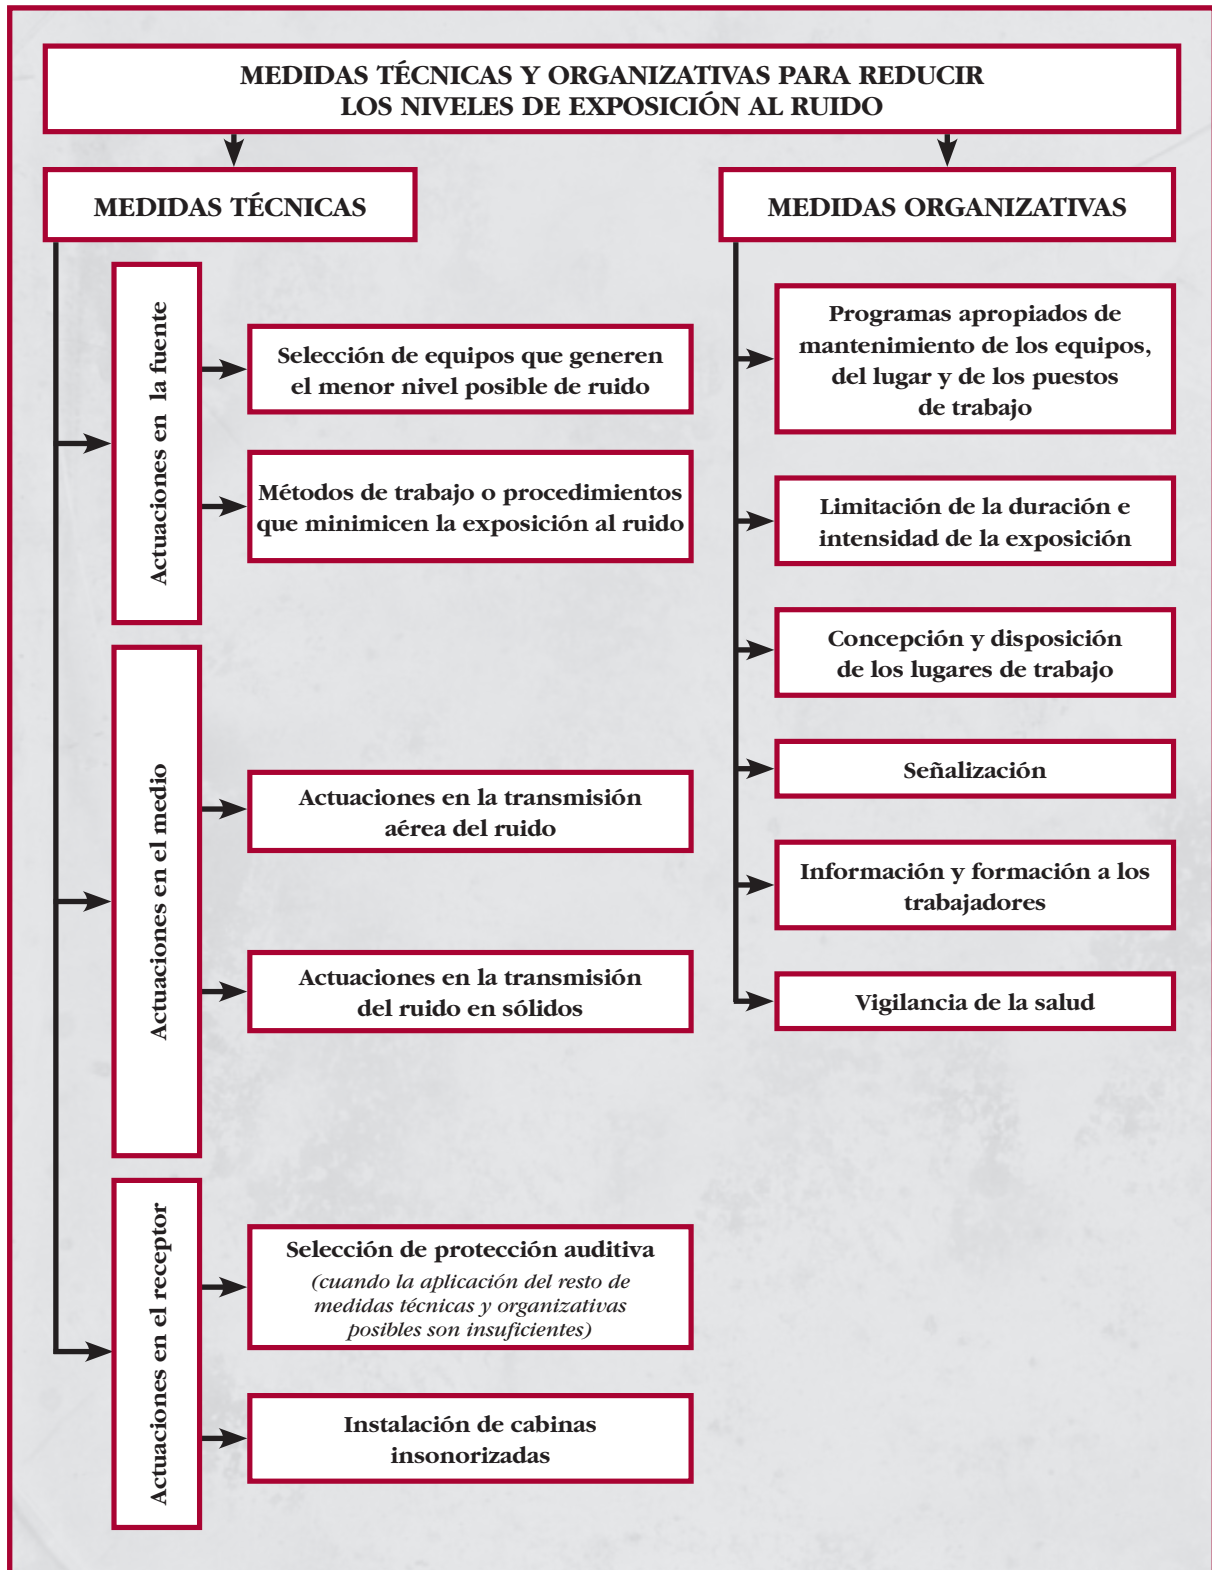 MEDIDAS TÉCNICAS Y ORGANIZATIVAS PARA REDUCIR
LOS NIVELES DE EXPOSICIÓN AL RUIDO
MEDIDAS TÉCNICAS
Actuaciones en la fuente
Selección de equipos que generen
el menor nivel posible de ruido
Métodos de trabajo o procedimientos
que minimicen la exposición al ruido
Actuaciones en el medio
Actuaciones en la transmisión
aérea del ruido
Actuaciones en la transmisión
del ruido en sólidos
Actuaciones en el receptor
Selección de protección auditiva
(cuando la aplicación del resto de
medidas técnicas y organizativas
posibles son insuficientes)
Instalación de cabinas
insonorizadas
MEDIDAS ORGANIZATIVAS
Programas apropiados de
mantenimiento de los equipos,
del lugar y de los puestos
de trabajo
Limitación de la duración e
intensidad de la exposición
Concepción y disposición
de los lugares de trabajo
Señalización
Información y formación a los
trabajadores
Vigilancia de la salud